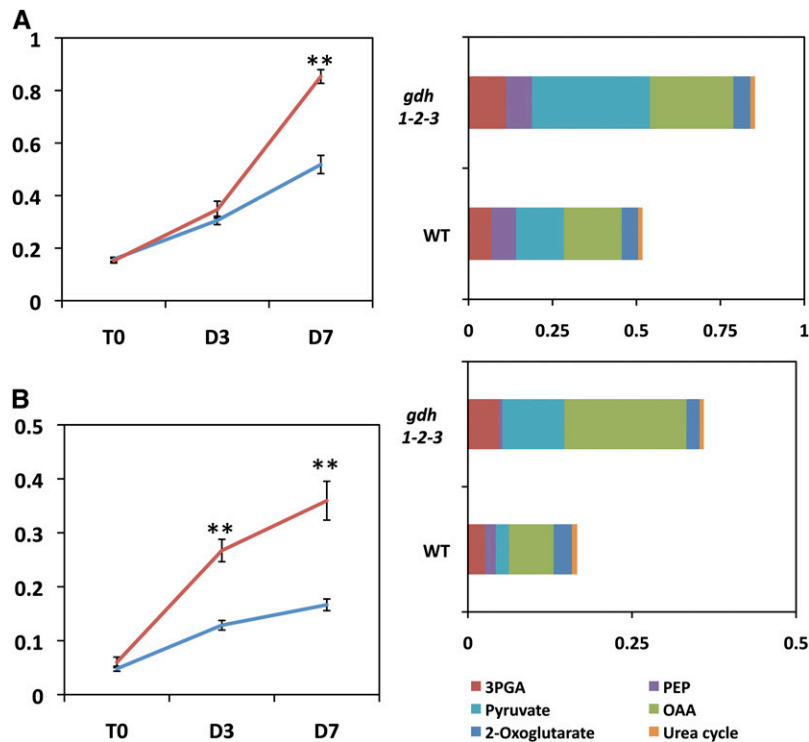 A
1
0.8
0.6
0.4
0.2
0
**
T0 D3 D7
gdh
1-2-3
WT
0 0.25 0.5 0.75 1
B
0.5
0.4
0.3
0.2
0.1
0
**
**
T0 D3 D7
gdh
1-2-3
WT
0 0.25 0.5
3PGA PEP
Pyruvate OAA
2-Oxoglutarate Urea cycle